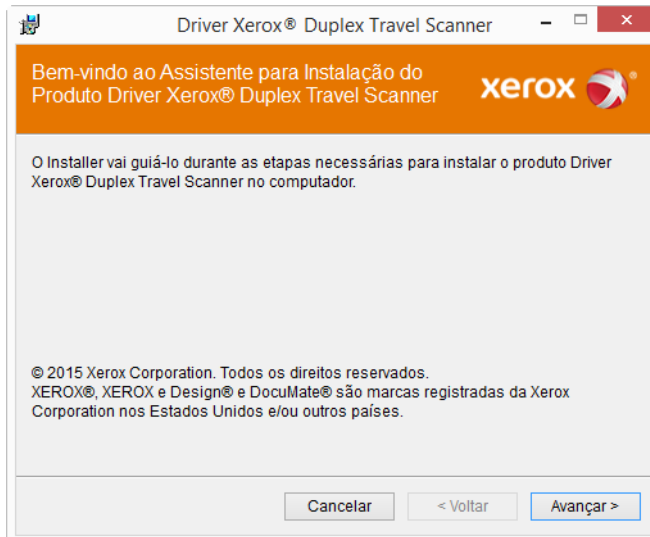 Driver Xerox® Duplex Travel Scanner
Bem-vindo ao Assistente para Instalação do
Produto Driver Xerox® Duplex Travel Scanner
xerox ®
O Installer vai guiá-lo durante as etapas necessárias para instalar o produto Driver
Xerox® Duplex Travel Scanner no computador.
© 2015 Xerox Corporation. Todos os direitos reservados.
XEROX®, XEROX e Design® e DocuMate® são marcas registradas da Xerox
Corporation nos Estados Unidos e/ou outros países.
Cancelar
< Voltar
Avançar >